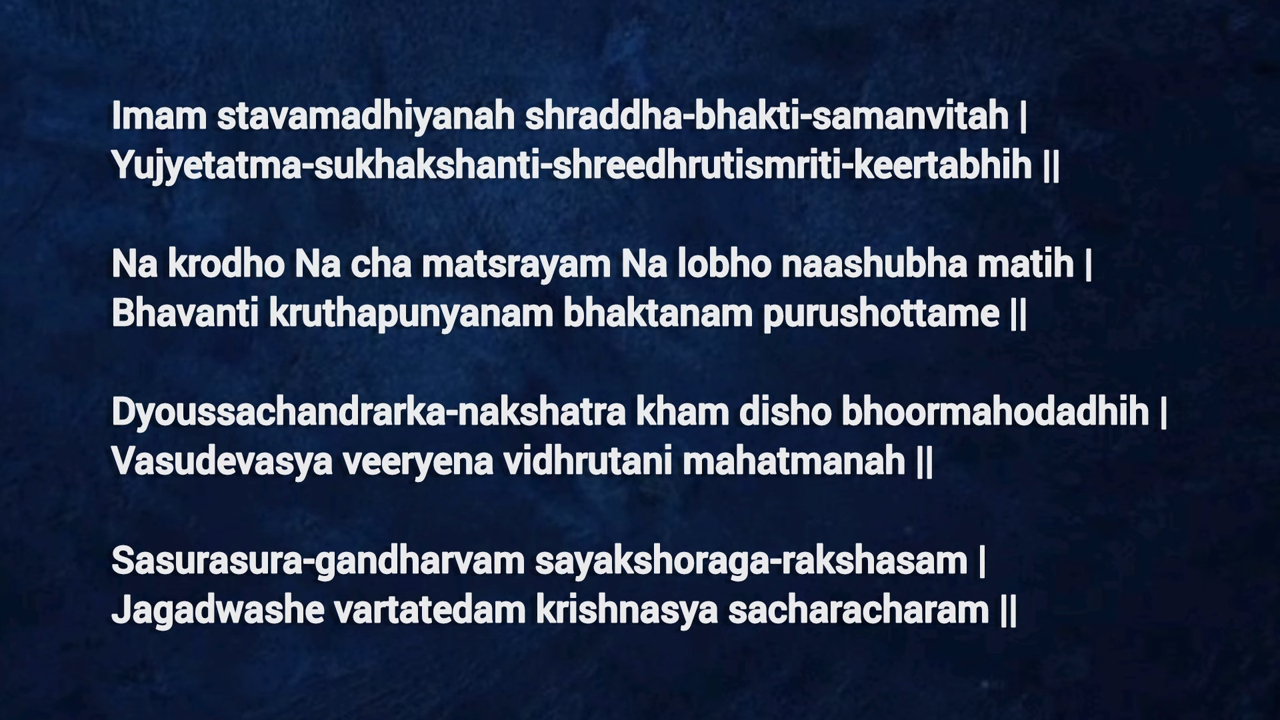 Imam stavamadhiyanah shraddha-bhakti-samanvitah |
Yujyetatma-sukhakshanti-shreedhrutismriti-keertabhih ||
Na krodho Na cha matsrayam Na lobho naashubha matih |
Bhavanti kruthapunyanam bhaktanam purushottame ||
Dyoussachandrarka-nakshatra kham disho bhoormahodadhih |
Vasudevasya veeryena vidhrutani mahatmanah ||
Sasurasura-gandharvam sayakshoraga-rakshasam |
Jagadwashe vartatedam krishnasya sacharacharam ||